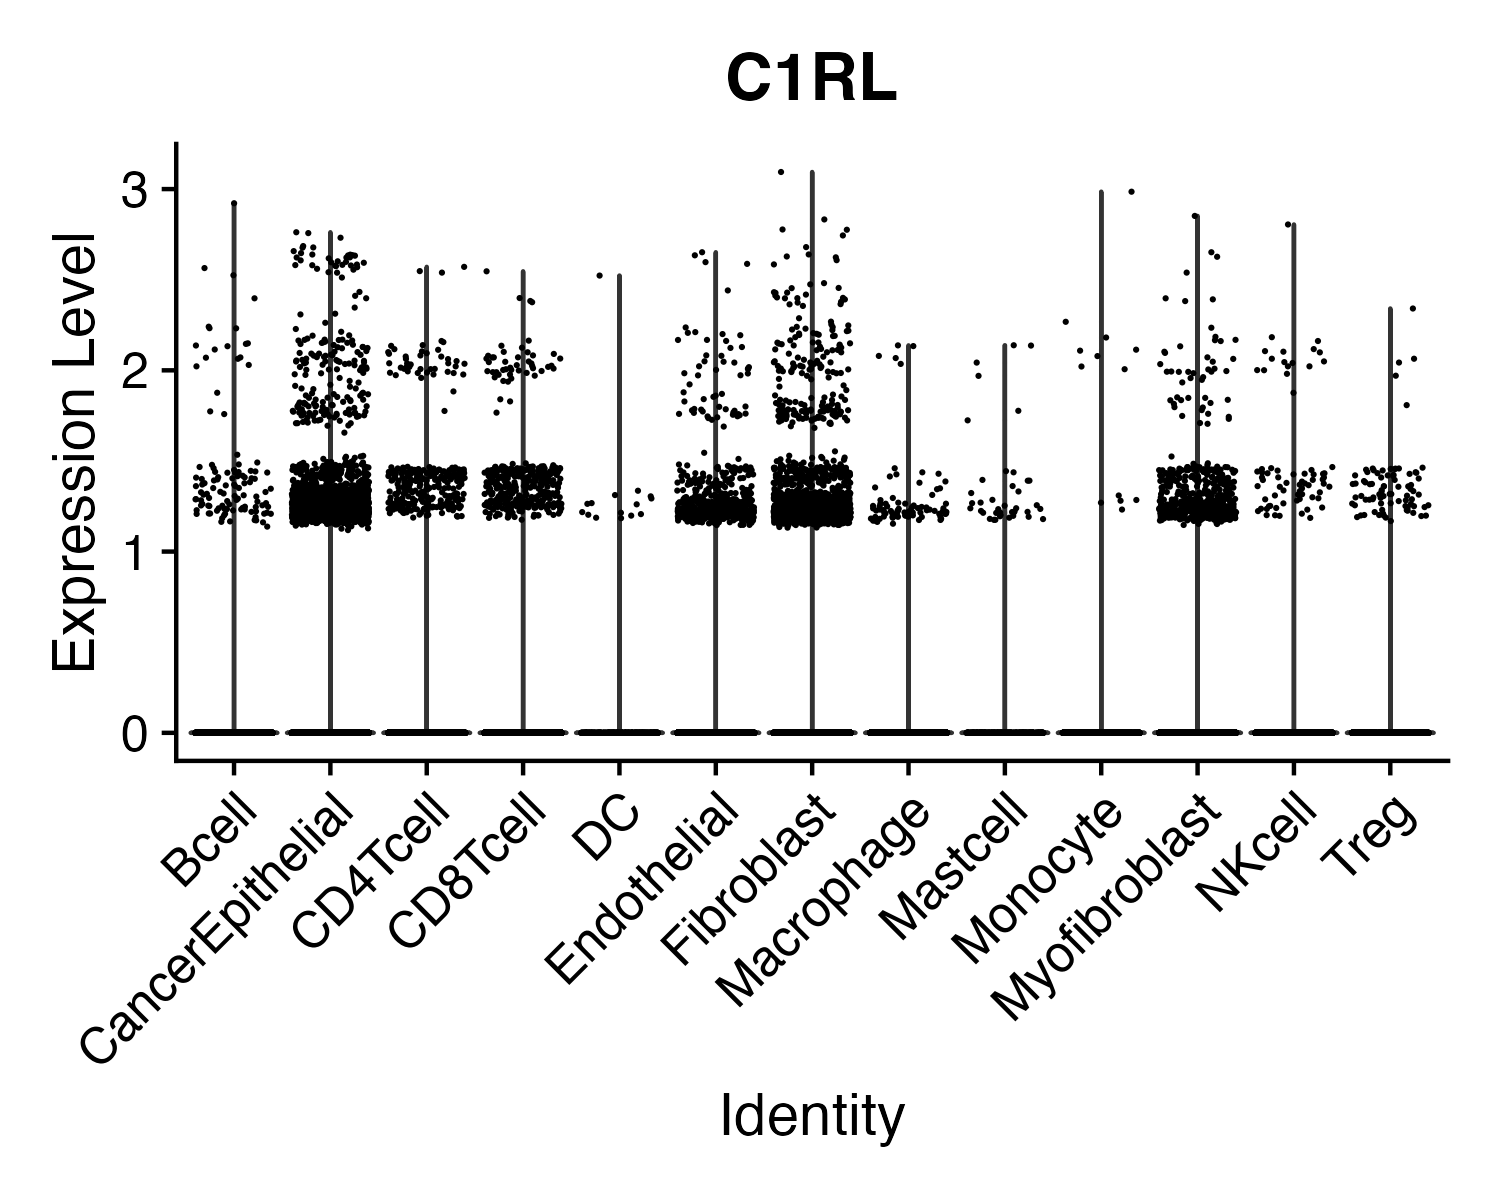 C1RL
Expression Level
3
2
1
0
Bcell
CancerEpithelial
CD4Tcell
CD8Tcell
DC
Endothelial
Fibroblast
Macrophage
Mastcell
Monocyte
Myofibroblast
NKcell
Treg
Identity